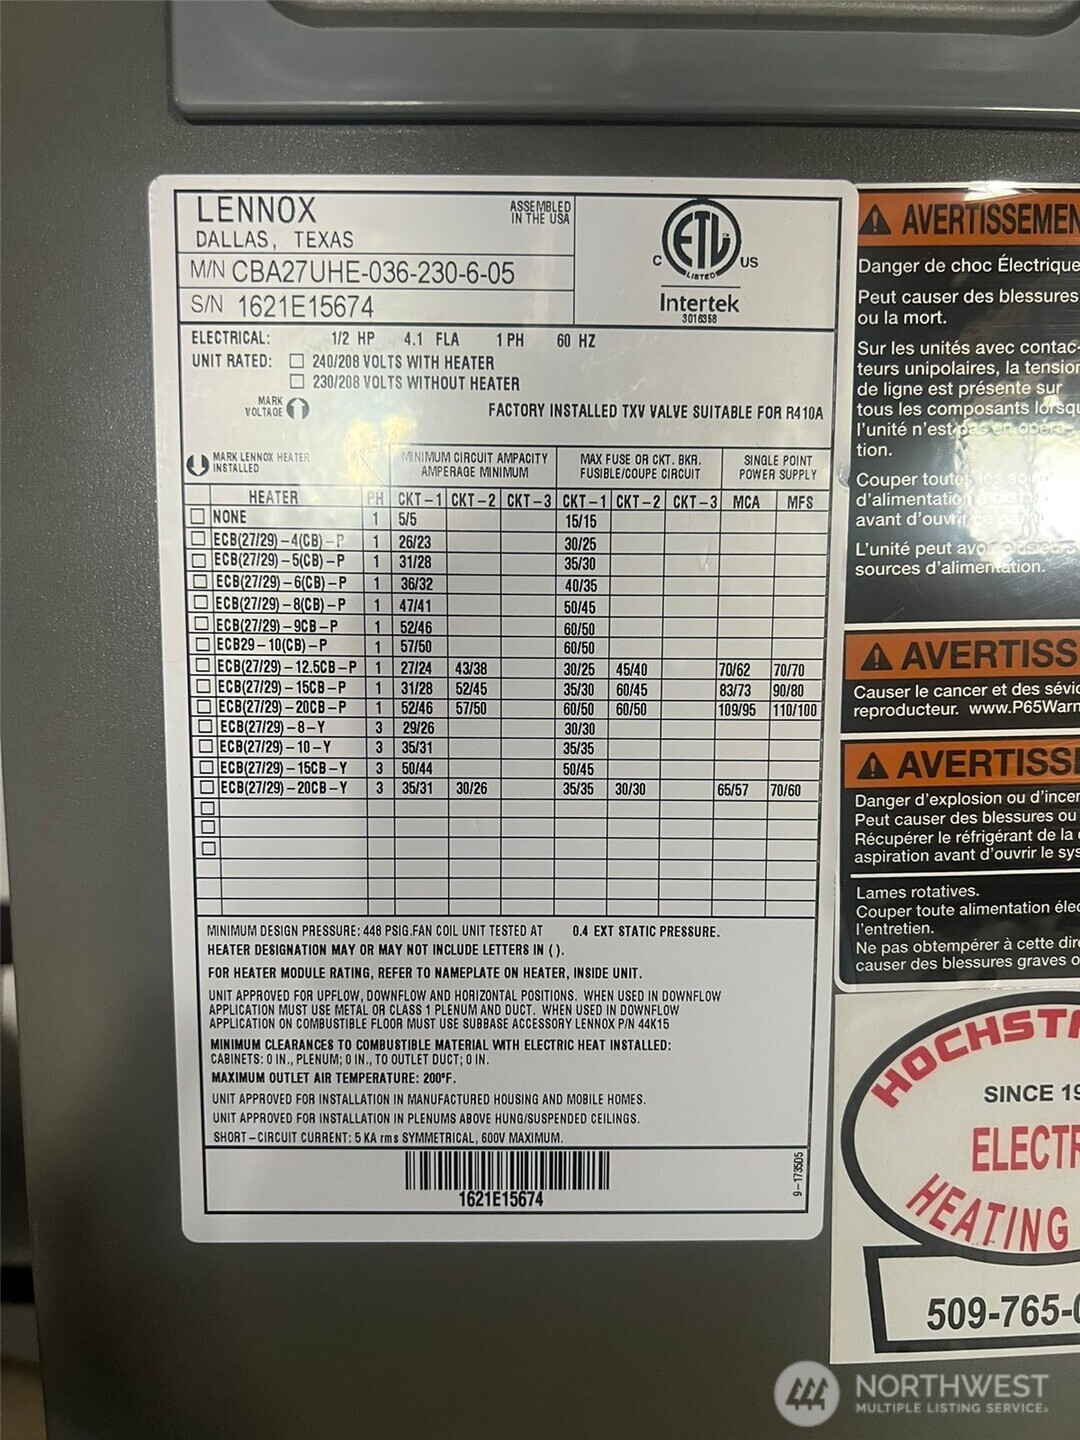 LENNOX
DALLAS, TEXAS
ASSEMBLED
IN THE USA
M/N CBA27UHE-036-230-6-05
S/N 1621E15674
ETL
LISTED
C US
Intertek
3016358
ELECTRICAL: 1/2 HP 4.1 FLA 1 PH 60 HZ
UNIT RATED: 240/208 VOLTS WITH HEATER
230/208 VOLTS WITHOUT HEATER
MARK
VOLTAGE
FACTORY INSTALLED TXV VALVE SUITABLE FOR R410A
MARK LENNOX HEATER
INSTALLED
MINIMUM CIRCUIT AMPACITY
AMPERAGE MINIMUM
MAX FUSE OR CKT. BKR.
FUSIBLE/COUPE CIRCUIT
SINGLE POINT
POWER SUPPLY
HEATER PH CKT-1 CKT-2 CKT-3 CKT-1 CKT-2 CKT-3 MCA MFS
NONE 1 5/5 15/15
ECB(27/29)-4(CB)-P 1 26/23 30/25
ECB(27/29)-5(CB)-P 1 31/28 35/30
ECB(27/29)-6(CB)-P 1 36/32 40/35
ECB(27/29)-8(CB)-P 1 47/41 50/45
ECB(27/29)-9CB-P 1 52/46 60/50
ECB29-10(CB)-P 1 57/50 60/50
ECB(27/29)-12.5CB-P 1 27/24 43/38 30/25 45/40 70/62 70/70
ECB(27/29)-15CB-P 1 31/28 52/45 35/30 60/45 83/73 90/80
ECB(27/29)-20CB-P 1 52/46 57/50 60/50 60/50 109/95 110/100
ECB(27/29)-8-Y 3 29/26 30/30
ECB(27/29)-10-Y 3 35/31 35/35
ECB(27/29)-15CB-Y 3 50/44 50/45
ECB(27/29)-20CB-Y 3 35/31 30/26 35/35 30/30 65/57 70/60
MINIMUM DESIGN PRESSURE: 448 PSIG. FAN COIL UNIT TESTED AT 0.4 EXT STATIC PRESSURE.
HEATER DESIGNATION MAY OR MAY NOT INCLUDE LETTERS IN ( ).
FOR HEATER MODULE RATING, REFER TO NAMEPLATE ON HEATER, INSIDE UNIT.
UNIT APPROVED FOR UPFLOW, DOWNFLOW AND HORIZONTAL POSITIONS. WHEN USED IN DOWNFLOW
APPLICATION MUST USE METAL OR CLASS 1 PLENUM AND DUCT. WHEN USED IN DOWNFLOW
APPLICATION ON COMBUSTIBLE FLOOR MUST USE SUBBASE ACCESSORY LENNOX P/N 44K15
MINIMUM CLEARANCES TO COMBUSTIBLE MATERIAL WITH ELECTRIC HEAT INSTALLED:
CABINETS: 0 IN., PLENUM; 0 IN., TO OUTLET DUCT; 0 IN.
MAXIMUM OUTLET AIR TEMPERATURE: 200°F.
UNIT APPROVED FOR INSTALLATION IN MANUFACTURED HOUSING AND MOBILE HOMES.
UNIT APPROVED FOR INSTALLATION IN PLENUMS ABOVE HUNG/SUSPENDED CEILINGS.
SHORT-CIRCUIT CURRENT: 5 KA rms SYMMETRICAL, 600V MAXIMUM.
1621E15674
9-173505
AVERTISSEMEN
Danger de choc Électrique
Peut causer des blessures
ou la mort.
Sur les unités avec contac-
teurs unipolaires, la tension
de ligne est présente sur
tous les composants lorsqu
l'unité n'est pas en opéra-
tion.
Couper toutes les
d'alimentation
avant d'ouvrir
L'unité peut avoir plusieurs
sources d'alimentation.
AVERTISS
Causer le cancer et des sévic
reproducteur. www.P65Warn
AVERTISSE
Danger d'explosion ou d'incen
Peut causer des blessures ou
Récupérer le réfrigérant de la
aspiration avant d'ouvrir le sys
Lames rotatives.
Couper toute alimentation élec
l'entretien.
Ne pas obtempérer à cette dire
causer des blessures graves o
HOCHST
SINCE 19
ELECTR
HEATING
509-765-0
NORTHWEST
MULTIPLE LISTING SERVICE.